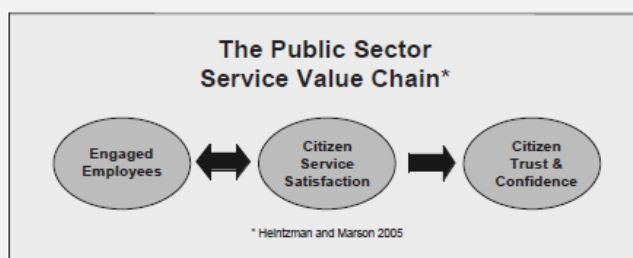 The Public Sector
Service Value Chain*
Engaged
Employees
Citizen
Service
Satisfaction
Citizen
Trust &
Confidence
* Heintzman and Marson 2005